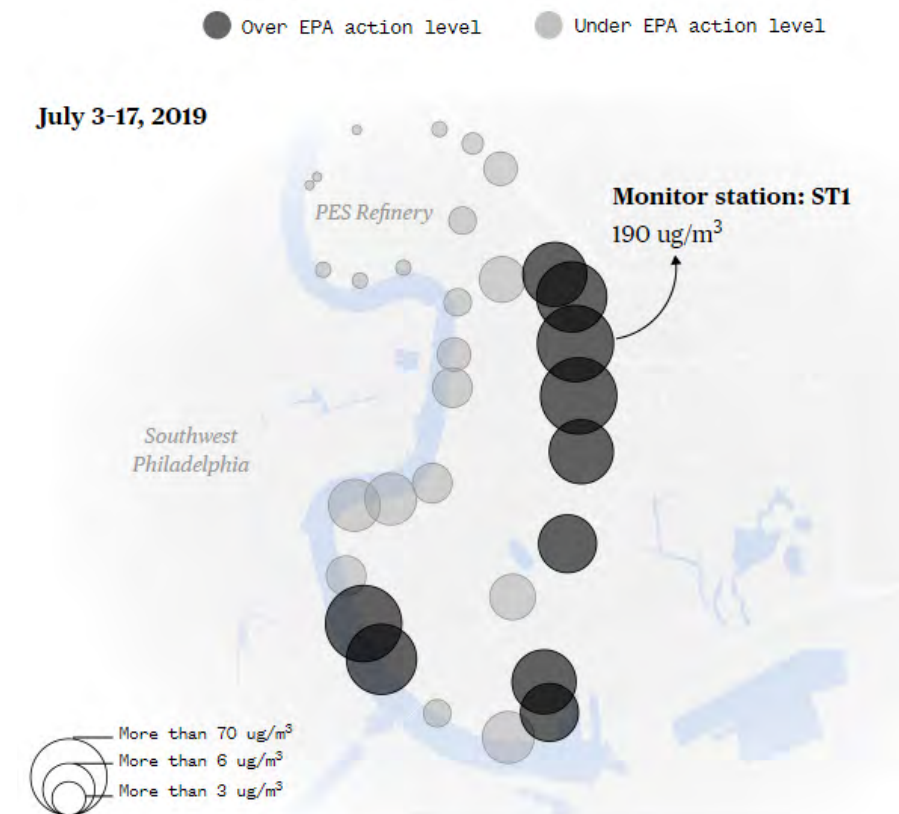 Over EPA action level
Under EPA action level
July 3-17, 2019
Monitor station: ST1
PES Refinery
190 ug/m³
Southwest
Philadelphia
More than 70 ug/m³
More than 6 ug/m³
More than 3 ug/m³